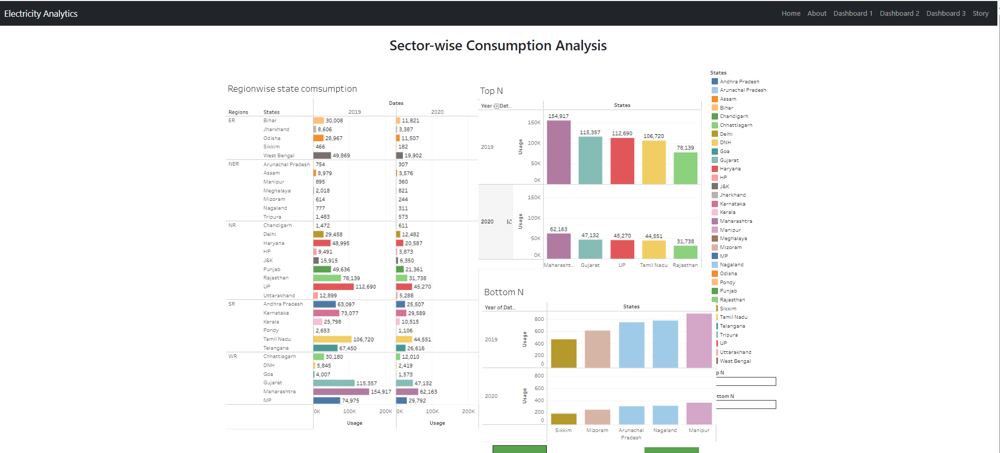 Electricity Analytics
Home About Dashboard 1 Dashboard 2 Dashboard 3 Story
Sector-wise Consumption Analysis
Regionwise state comsumption
Dates
Regions States 2019 2020
ER Bihar 30,008 11,821
Jharkhand 8,606 3,387
Odisha 28,967 11,507
Sikkim 466 182
West Bengal 49,869 19,902
NER Arunachal Pradesh 754 307
Assam 8,979 3,576
Manipur 895 360
Meghalaya 2,018 821
Mizoram 614 244
Nagaland 777 311
Tripura 1,483 573
NR Chandigarh 1,472 611
Delhi 29,458 12,482
Haryana 48,995 20,587
HP 9,491 3,873
J&K 15,915 6,350
Punjab 49,636 21,361
Rajasthan 78,139 31,738
UP 112,690 45,270
Uttarakhand 12,899 5,288
SR Andhra Pradesh 63,097 25,507
Karnataka 73,077 29,589
Kerala 25,798 10,515
Pondy 2,653 1,106
Tamil Nadu 106,720 44,551
Telangana 67,450 26,616
WR Chhattisgarh 30,180 12,010
DNH 5,845 2,419
Goa 4,007 1,573
Gujarat 115,357 47,132
Maharashtra 154,917 62,163
MP 74,975 29,792
0K 100K 200K 0K 100K 200K
Usage Usage
Top N
Year Dat..
States
2019
Usage
150K
100K
50K
0K
154,917 115,357 112,690 106,720 78,139
2020
Usage
150K
100K
50K
0K
62,163 47,132 45,270 44,551 31,738
Maharasht.. Gujarat UP Tamil Nadu Rajasthan
Bottom N
Year of Dat..
States
2019
Usage
800
600
400
200
0
2020
Usage
800
600
400
200
0
Sikkim Mizoram Arunachal Pradesh Nagaland Manipur
States
Andhra Pradesh
Arunachal Pradesh
Assam
Bihar
Chandigarh
Chhattisgarh
Delhi
DNH
Goa
Gujarat
Haryana
HP
J&K
Jharkhand
Karnataka
Kerala
Maharashtra
Manipur
Meghalaya
Mizoram
MP
Nagaland
Odisha
Pondy
Punjab
Rajasthan
Sikkim
Tamil Nadu
Telangana
Tripura
UP
Uttarakhand
West Bengal
p N
ttom N